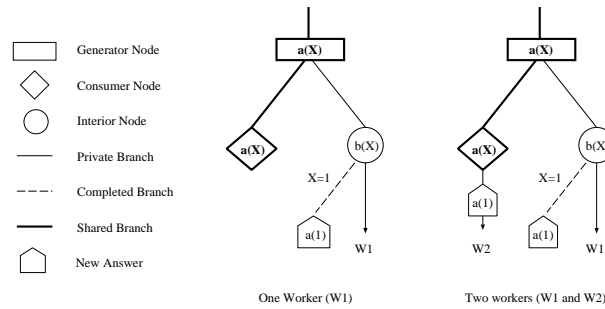 Generator Node
Consumer Node
Interior Node
Private Branch
Completed Branch
Shared Branch
New Answer
a(X)
a(X)
b(X)
X=1
a(1)
W1
One Worker (W1)
a(X)
a(X)
b(X
X=1
a(1)
a(1)
W2
W1
Two workers (W1 and W2)